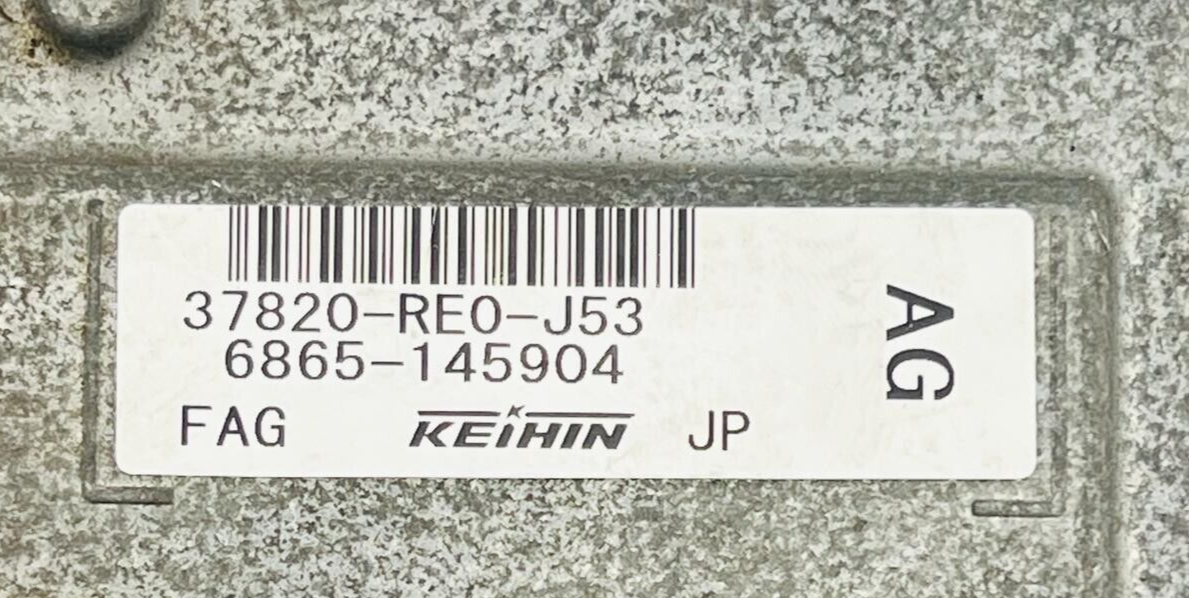 37820-RE0-J53
6865-145904
FAG KEIHIN JP
AG